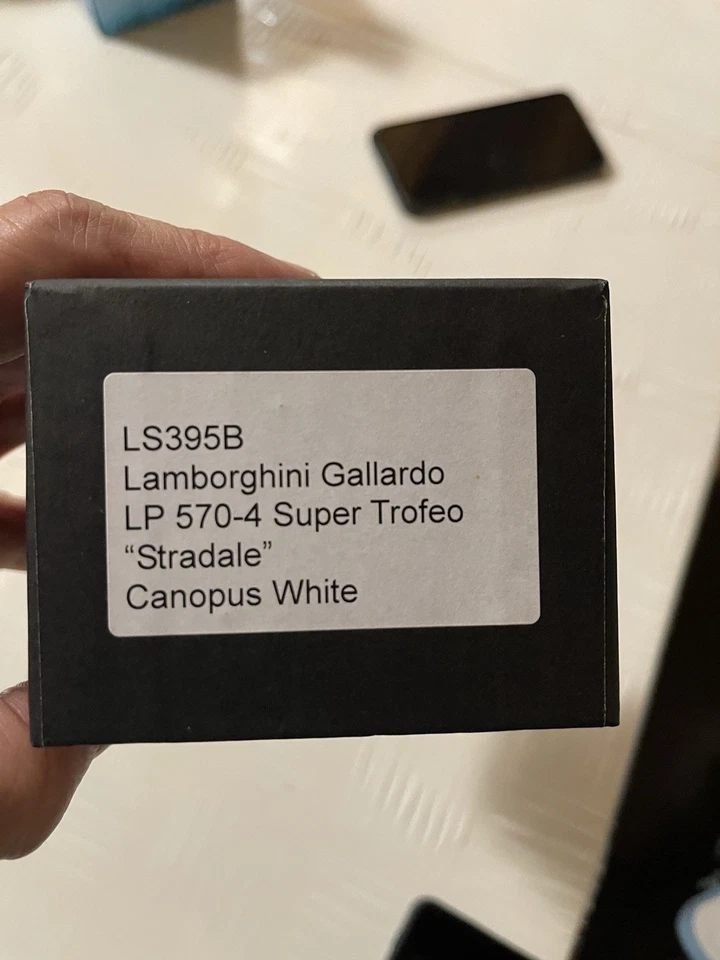 LS395B
Lamborghini Gallardo
LP 570-4 Super Trofeo
“Stradale”
Canopus White